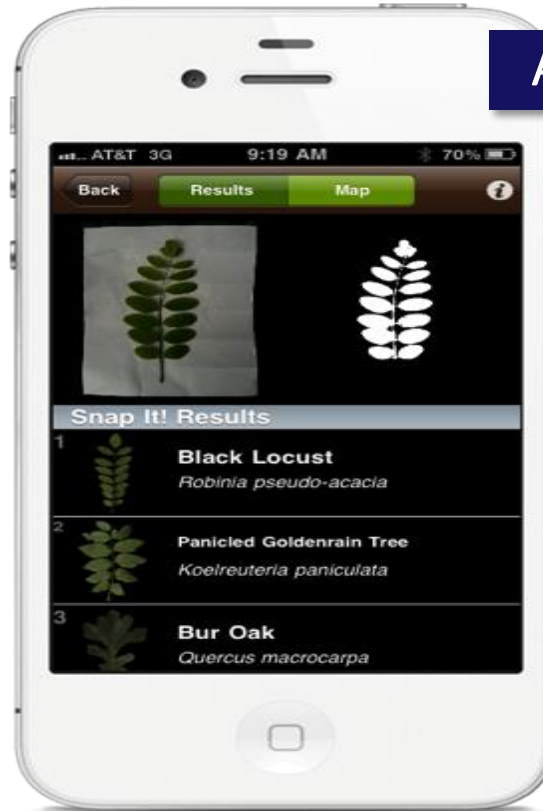 A
AT&T 3G 9:19 AM 70%
Back Results Map i
Snap It! Results
1
Black Locust
Robinia pseudo-acacia
2
Panicled Goldenrain Tree
Koelreuteria paniculata
3
Bur Oak
Quercus macrocarpa